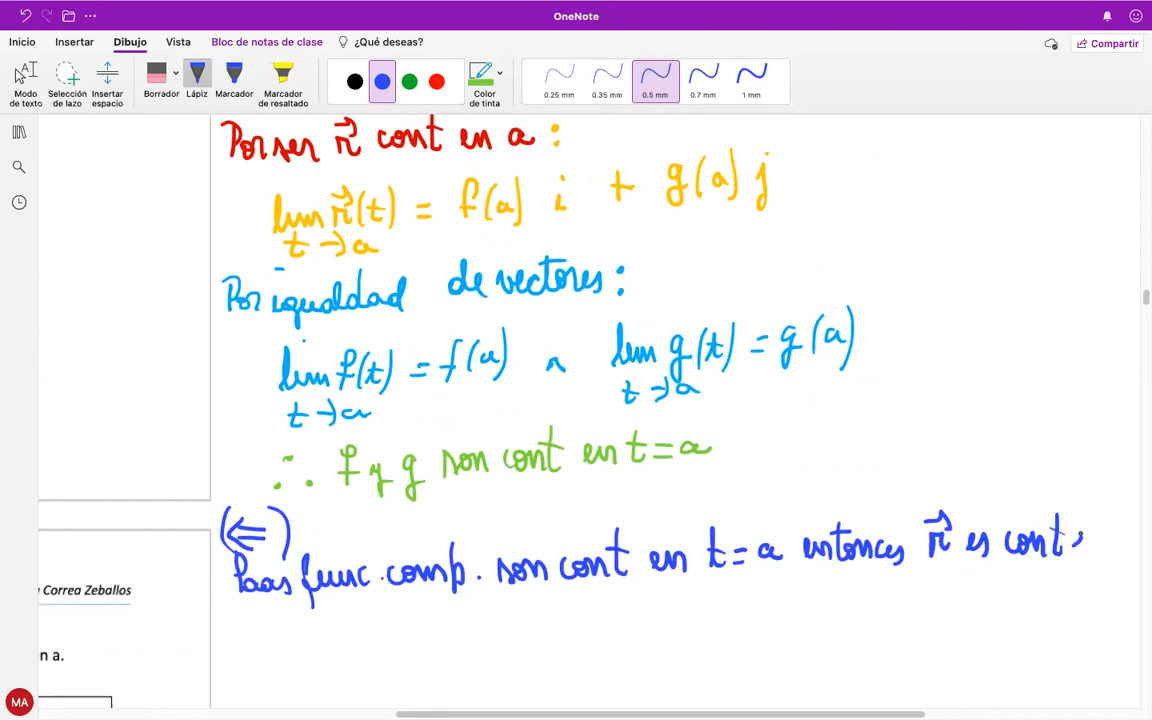 OneNote
Inicio Insertar Dibujo Vista Bloc de notas de clase ¿Qué deseas? Compartir
Modo de texto Selección de lazo Insertar espacio Borrador Lápiz Marcador Marcador de resaltado Color de tinta 0.25 mm 0.35 mm 0.5 mm 0.7 mm 1 mm
Por ser r⃗ cont en a :
lim r⃗(t) = f(a) i + g(a) j
t → a
Por igualdad de vectores :
lim f(t) = f(a) ∧ lim g(t) = g(a)
t → a t → a
∴ f y g son cont en t = a
(⇐)
func. comp. son cont en t = a entonces r⃗ es cont
Correa Zeballos
n a.
MA